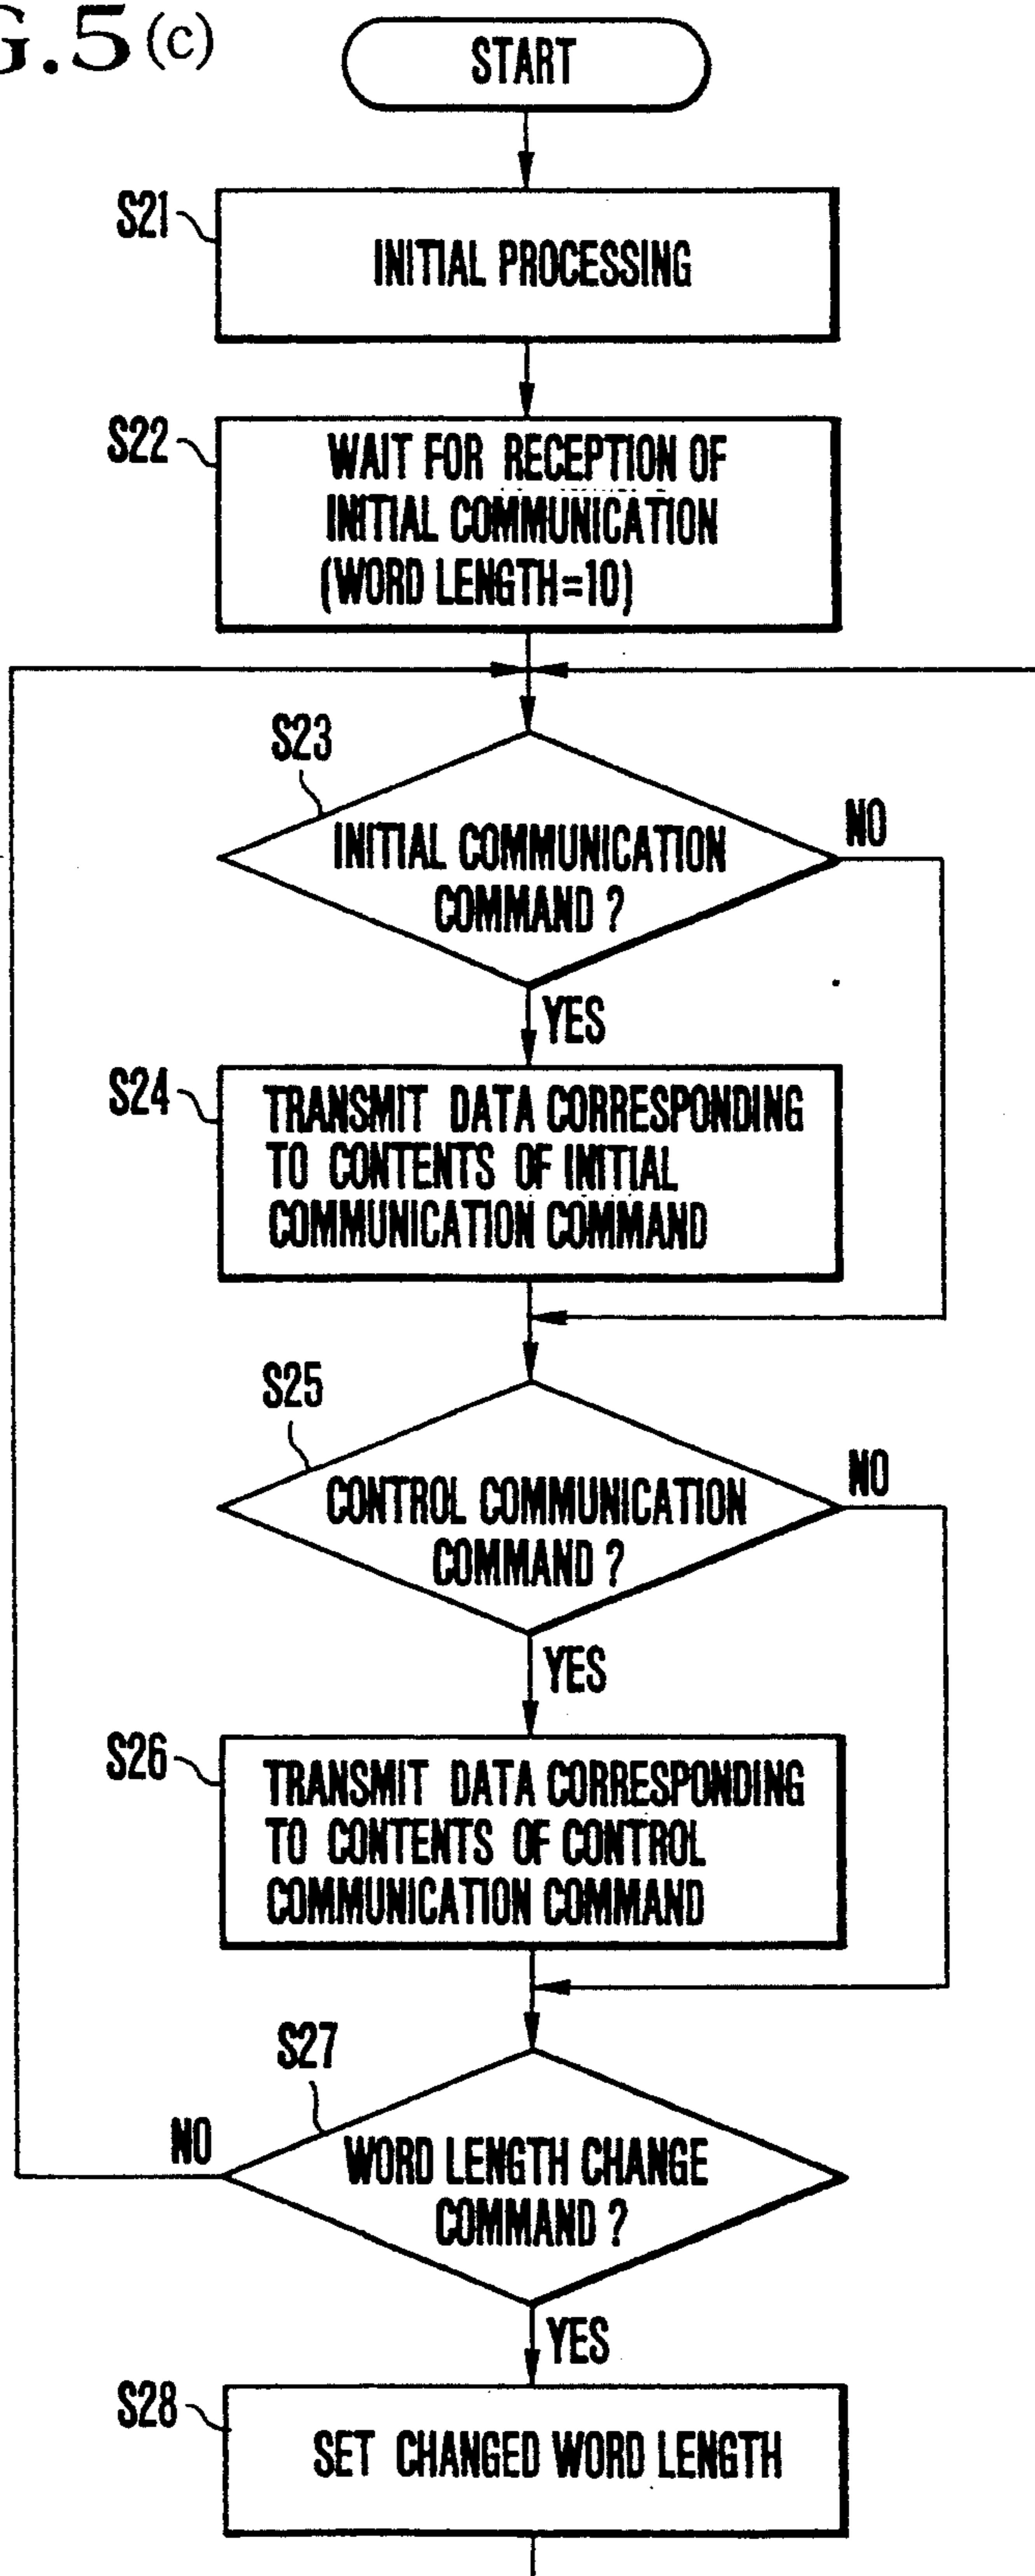 G.5 (c)
START
S21
INITIAL PROCESSING
S22
WAIT FOR RECEPTION OF
INITIAL COMMUNICATION
(WORD LENGTH=10)
S23
INITIAL COMMUNICATION
COMMAND ?
NO
YES
S24
TRANSMIT DATA CORRESPONDING
TO CONTENTS OF INITIAL
COMMUNICATION COMMAND
S25
CONTROL COMMUNICATION
COMMAND ?
NO
YES
S26
TRANSMIT DATA CORRESPONDING
TO CONTENTS OF CONTROL
COMMUNICATION COMMAND
S27
NO
WORD LENGTH CHANGE
COMMAND ?
YES
S28
SET CHANGED WORD LENGTH